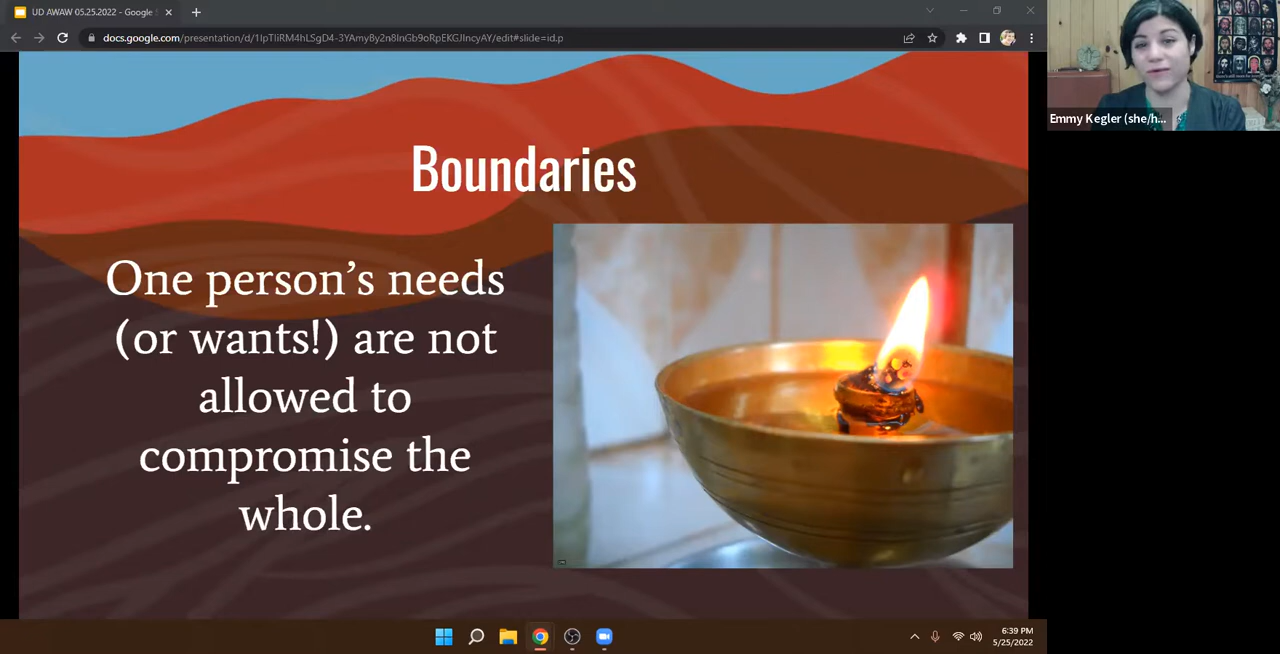 UD AWAW 05.25.2022 - Google
docs.google.com/presentation/d/1IpTIiRM4hLSgD4-3YAmyBy2n8lnGb9oRpEKGJIncyAY/edit#slide=id.p
Emmy Kegler (she/h...
Boundaries
One person’s needs
(or wants!) are not
allowed to
compromise the
whole.
6:39 PM
5/25/2022